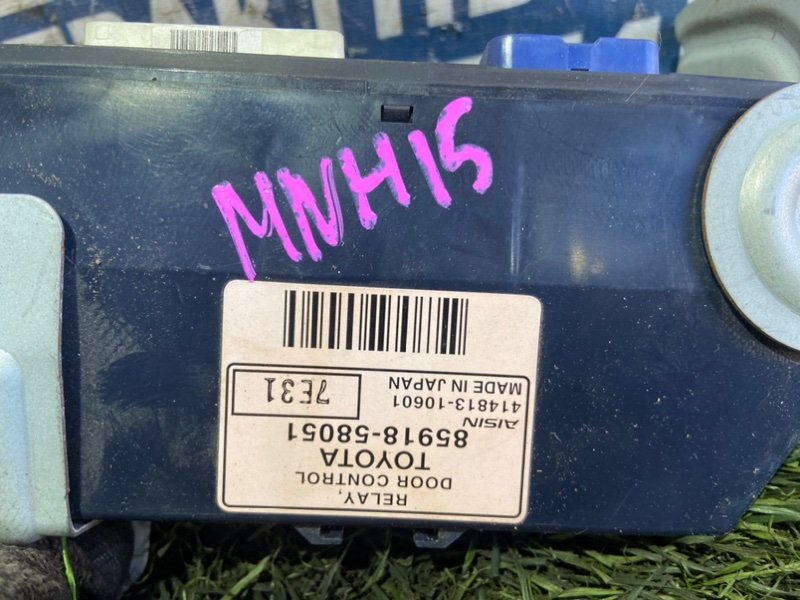 MNH15
RELAY,
DOOR CONTROL
TOYOTA
85918-58051
AISIN
414813-10601
MADE IN JAPAN
7E31